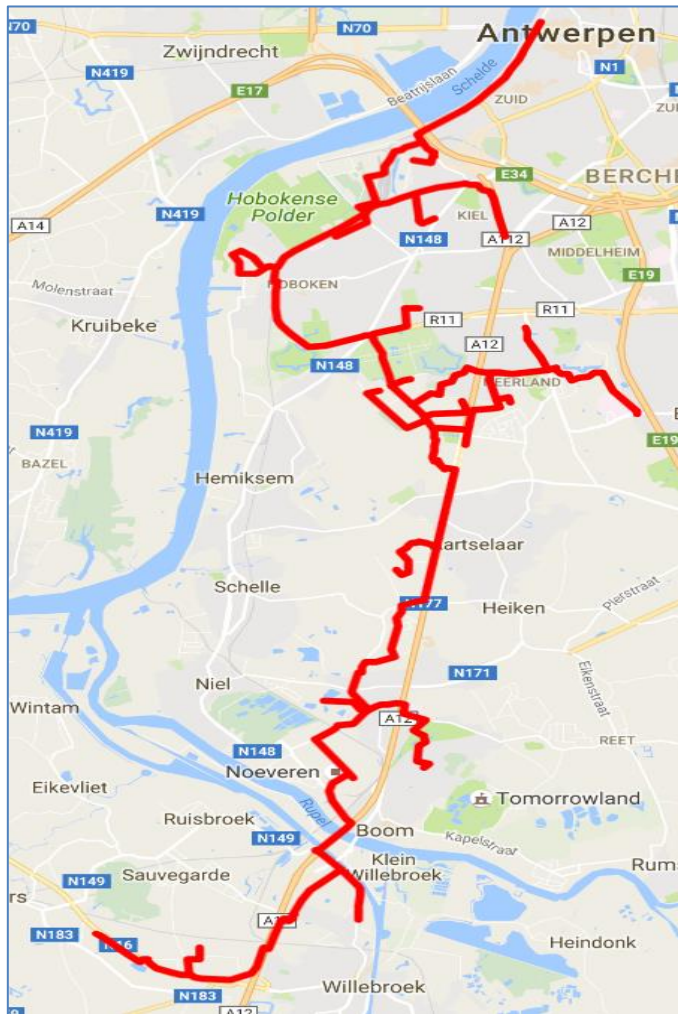 N70
N70
Antwerpen
Zwijndrecht
N419
N1
E17
Beatrijslaan
Schelde
ZUID
Hobokense
Polder
E34
BERCHE
N419
KIEL
A14
A12
N148
A112
MIDDELHEIM
E19
Molenstraat
HOBOKEN
Kruibeke
R11
R11
A12
N148
N419
E19
BAZEL
Hemiksem
Schelle
Heiken
Pierstraat
N171
Niel
Eikenstraat
Wintam
A12
REET
N148
Noeveren
Eikevliet
Tomorrowland
Rupel
Ruisbroek
N149
Boom
Kapelstraat
Klein
Willebroek
Sauvegarde
N149
N183
Heindonk
Willebroek
N183
A12